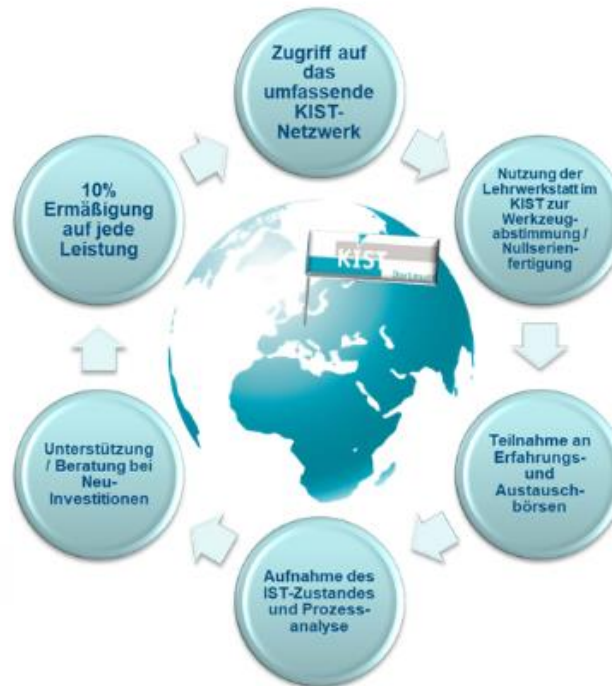 Zugriff auf
das
umfassende
KIST-
Netzwerk
Nutzung der
Lehrwerkstatt im
KIST zur
Werkzeug-
abstimmung /
Nullserien-
fertigung
Teilnahme an
Erfahrungs-
und
Austausch-
börsen
Aufnahme des
IST-Zustandes
und Prozess-
analyse
Unterstützung
/ Beratung bei
Neu-
Investitionen
10%
Ermäßigung
auf jede
Leistung
KIST
Dortmund